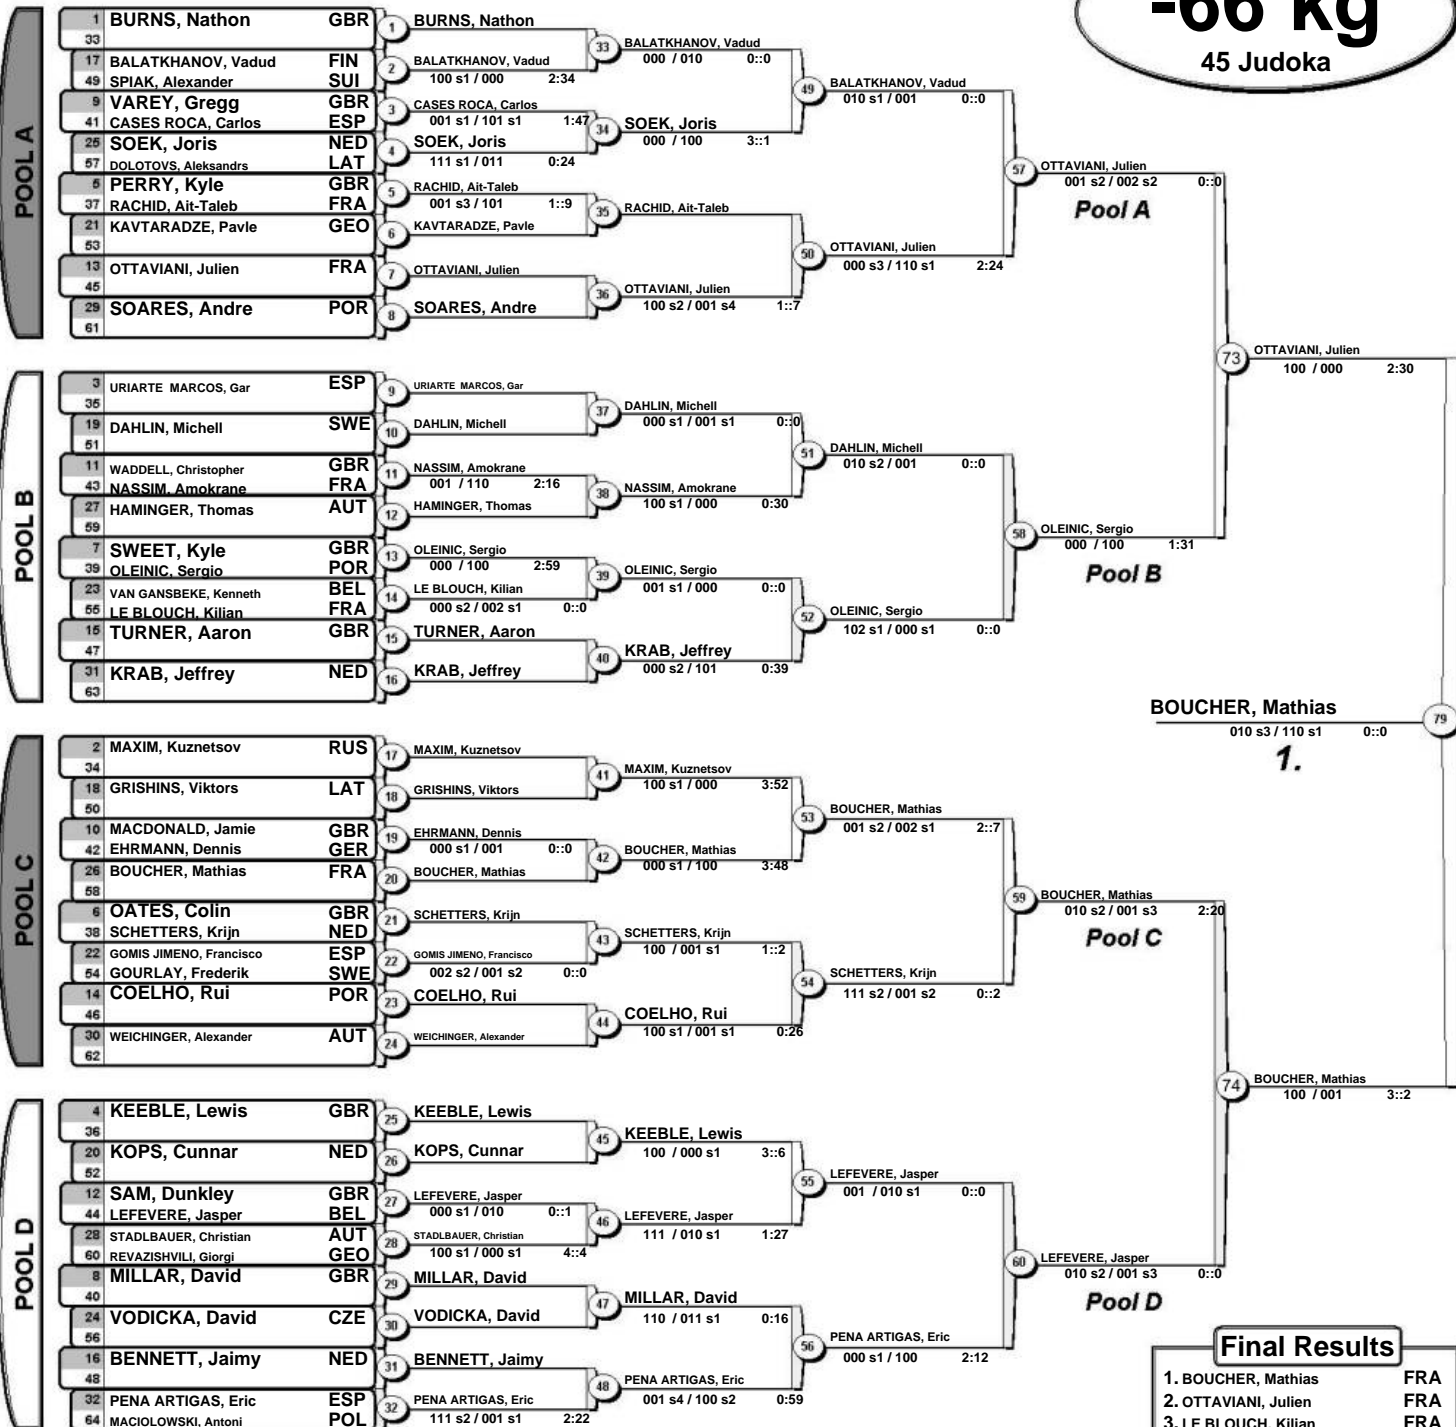 -66 kg
45 Judoka
POOL A
1 BURNS, Nathon GBR
33
17 BALATKHANOV, Vadud FIN
49 SPIAK, Alexander SUI
9 VAREY, Gregg GBR
41 CASES ROCA, Carlos ESP
25 SOEK, Joris NED
57 DOLOTOVS, Aleksandrs LAT
5 PERRY, Kyle GBR
37 RACHID, Ait-Taleb FRA
21 KAVTARADZE, Pavle GEO
53
13 OTTAVIANI, Julien FRA
45
29 SOARES, Andre POR
61
1 BURNS, Nathon
2 BALATKHANOV, Vadud
100 s1 / 000 2:34
3 CASES ROCA, Carlos
001 s1 / 101 s1 1:47
4 SOEK, Joris
111 s1 / 011 0:24
5 RACHID, Ait-Taleb
001 s3 / 101 1::9
6 KAVTARADZE, Pavle
7 OTTAVIANI, Julien
8 SOARES, Andre
33 BALATKHANOV, Vadud
000 / 010 0::0
34 SOEK, Joris
000 / 100 3::1
35 RACHID, Ait-Taleb
36 OTTAVIANI, Julien
100 s2 / 001 s4 1::7
49 BALATKHANOV, Vadud
010 s1 / 001 0::0
50 OTTAVIANI, Julien
000 s3 / 110 s1 2:24
57 OTTAVIANI, Julien
001 s2 / 002 s2 0::0
Pool A
POOL B
3 URIARTE MARCOS, Gar ESP
35
19 DAHLIN, Michell SWE
51
11 WADDELL, Christopher GBR
43 NASSIM, Amokrane FRA
27 HAMINGER, Thomas AUT
59
7 SWEET, Kyle GBR
39 OLEINIC, Sergio POR
23 VAN GANSBEKE, Kenneth BEL
55 LE BLOUCH, Kilian FRA
15 TURNER, Aaron GBR
47
31 KRAB, Jeffrey NED
63
9 URIARTE MARCOS, Gar
10 DAHLIN, Michell
11 NASSIM, Amokrane
001 / 110 2:16
12 HAMINGER, Thomas
13 OLEINIC, Sergio
000 / 100 2:59
14 LE BLOUCH, Kilian
000 s2 / 002 s1 0::0
15 TURNER, Aaron
16 KRAB, Jeffrey
37 DAHLIN, Michell
000 s1 / 001 s1 0::0
38 NASSIM, Amokrane
100 s1 / 000 0:30
39 OLEINIC, Sergio
001 s1 / 000 0::0
40 KRAB, Jeffrey
000 s2 / 101 0:39
51 DAHLIN, Michell
010 s2 / 001 0::0
52 OLEINIC, Sergio
102 s1 / 000 s1 0::0
58 OLEINIC, Sergio
000 / 100 1:31
Pool B
73 OTTAVIANI, Julien
100 / 000 2:30
BOUCHER, Mathias 79
010 s3 / 110 s1 0::0
1.
POOL C
2 MAXIM, Kuznetsov RUS
34
18 GRISHINS, Viktors LAT
50
10 MACDONALD, Jamie GBR
42 EHRMANN, Dennis GER
26 BOUCHER, Mathias FRA
58
6 OATES, Colin GBR
38 SCHETTERS, Krijn NED
22 GOMIS JIMENO, Francisco ESP
54 GOURLAY, Frederik SWE
14 COELHO, Rui POR
46
30 WEICHINGER, Alexander AUT
62
17 MAXIM, Kuznetsov
18 GRISHINS, Viktors
19 EHRMANN, Dennis
000 s1 / 001 0::0
20 BOUCHER, Mathias
21 SCHETTERS, Krijn
22 GOMIS JIMENO, Francisco
002 s2 / 001 s2 0::0
23 COELHO, Rui
24 WEICHINGER, Alexander
41 MAXIM, Kuznetsov
100 s1 / 000 3:52
42 BOUCHER, Mathias
000 s1 / 100 3:48
43 SCHETTERS, Krijn
100 / 001 s1 1::2
44 COELHO, Rui
100 s1 / 001 s1 0:26
53 BOUCHER, Mathias
001 s2 / 002 s1 2::7
54 SCHETTERS, Krijn
111 s2 / 001 s2 0::2
59 BOUCHER, Mathias
010 s2 / 001 s3 2:20
Pool C
POOL D
4 KEEBLE, Lewis GBR
36
20 KOPS, Cunnar NED
52
12 SAM, Dunkley GBR
44 LEFEVERE, Jasper BEL
28 STADLBAUER, Christian AUT
60 REVAZISHVILI, Giorgi GEO
8 MILLAR, David GBR
40
24 VODICKA, David CZE
56
16 BENNETT, Jaimy NED
48
32 PENA ARTIGAS, Eric ESP
64 MACIOLOWSKI, Antoni POL
25 KEEBLE, Lewis
26 KOPS, Cunnar
27 LEFEVERE, Jasper
000 s1 / 010 0::1
28 STADLBAUER, Christian
100 s1 / 000 s1 4::4
29 MILLAR, David
30 VODICKA, David
31 BENNETT, Jaimy
32 PENA ARTIGAS, Eric
111 s2 / 001 s1 2:22
45 KEEBLE, Lewis
100 / 000 s1 3::6
46 LEFEVERE, Jasper
111 / 010 s1 1:27
47 MILLAR, David
110 / 011 s1 0:16
48 PENA ARTIGAS, Eric
001 s4 / 100 s2 0:59
55 LEFEVERE, Jasper
001 / 010 s1 0::0
56 PENA ARTIGAS, Eric
000 s1 / 100 2:12
60 LEFEVERE, Jasper
010 s2 / 001 s3 0::0
Pool D
74 BOUCHER, Mathias
100 / 001 3::2
Final Results
1. BOUCHER, Mathias FRA
2. OTTAVIANI, Julien FRA
3. LE BLOUCH, Kilian FRA